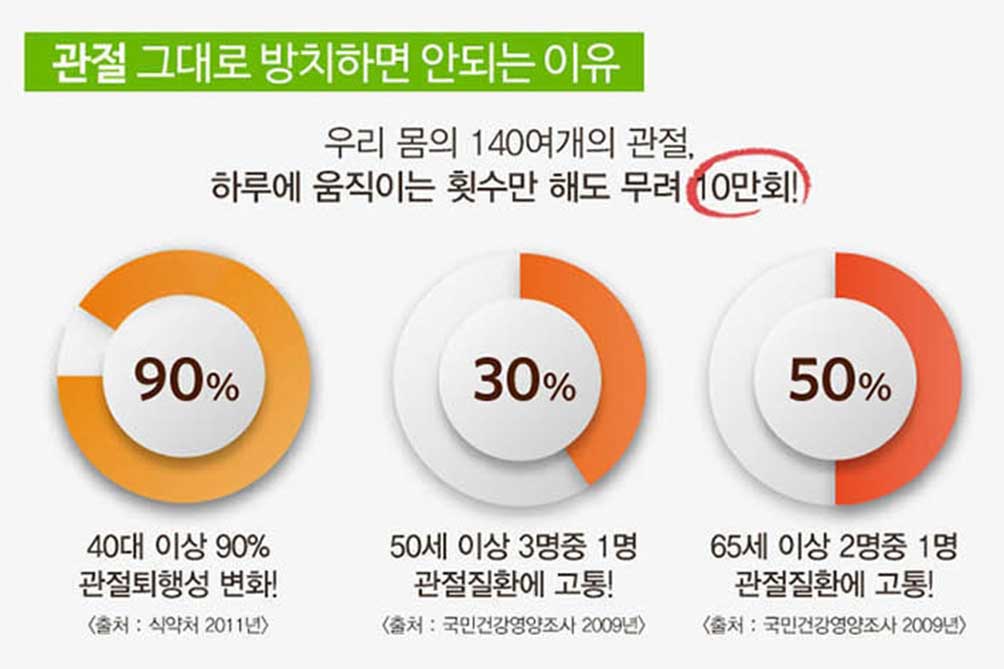 관절 그대로 방치하면 안되는 이유
우리 몸의 140여개의 관절,
하루에 움직이는 횟수만 해도 무려 10만회!
90%
40대 이상 90%
관절퇴행성 변화!
<출처 : 식약처 2011년>
30%
50세 이상 3명중 1명
관절질환에 고통!
<출처 : 국민건강영양조사 2009년>
50%
65세 이상 2명중 1명
관절질환에 고통!
<출처 : 국민건강영양조사 2009년>